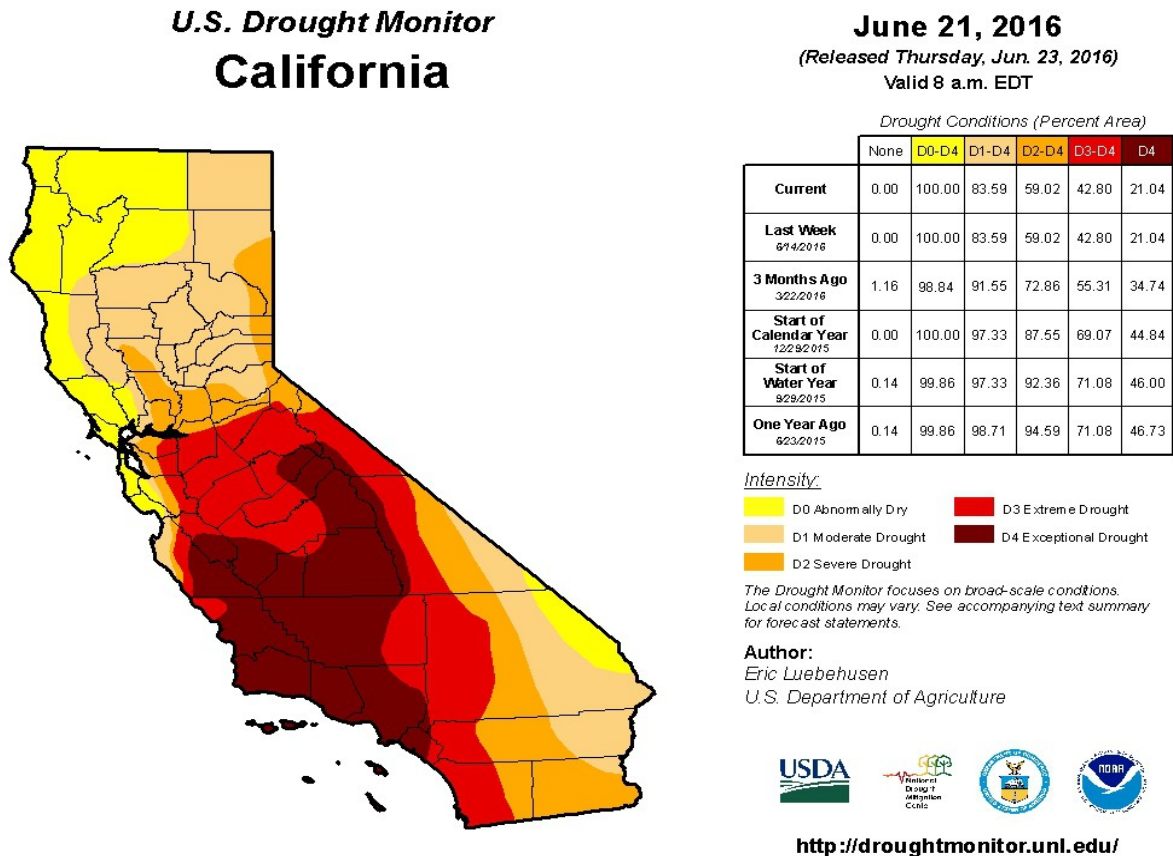 U.S. Drought Monitor
California
June 21, 2016
(Released Thursday, Jun. 23, 2016)
Valid 8 a.m. EDT
Drought Conditions (Percent Area)
None D0-D4 D1-D4 D2-D4 D3-D4 D4
Current 0.00 100.00 83.59 59.02 42.80 21.04
Last Week
6/14/2016
0.00 100.00 83.59 59.02 42.80 21.04
3 Months Ago
3/22/2016
1.16 98.84 91.55 72.86 55.31 34.74
Start of
Calendar Year
12/29/2015
0.00 100.00 97.33 87.55 69.07 44.84
Start of
Water Year
9/29/2015
0.14 99.86 97.33 92.36 71.08 46.00
One Year Ago
6/23/2015
0.14 99.86 98.71 94.59 71.08 46.73
Intensity:
D0 Abnormally Dry
D1 Moderate Drought
D2 Severe Drought
D3 Extreme Drought
D4 Exceptional Drought
The Drought Monitor focuses on broad-scale conditions.
Local conditions may vary. See accompanying text summary
for forecast statements.
Author:
Eric Luebehusen
U.S. Department of Agriculture
USDA
National
Drought
Mitigation
Center
NOAA
http://droughtmonitor.unl.edu/